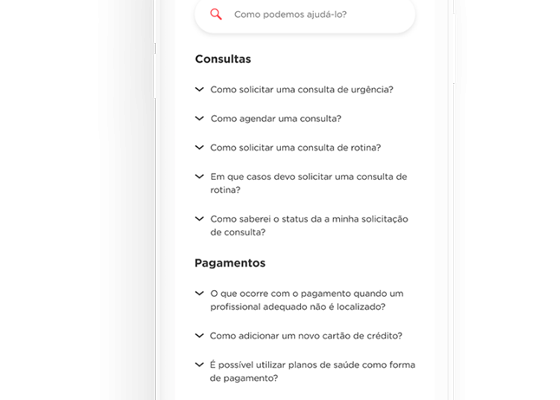 Como podemos ajudá-lo?
Consultas
Como solicitar uma consulta de urgência?
Como agendar uma consulta?
Como solicitar uma consulta de rotina?
Em que casos devo solicitar uma consulta de
rotina?
Como saberei o status da a minha solicitação
de consulta?
Pagamentos
O que ocorre com o pagamento quando um
profissional adequado não é localizado?
Como adicionar um novo cartão de crédito?
É possível utilizar planos de saúde como forma
de pagamento?